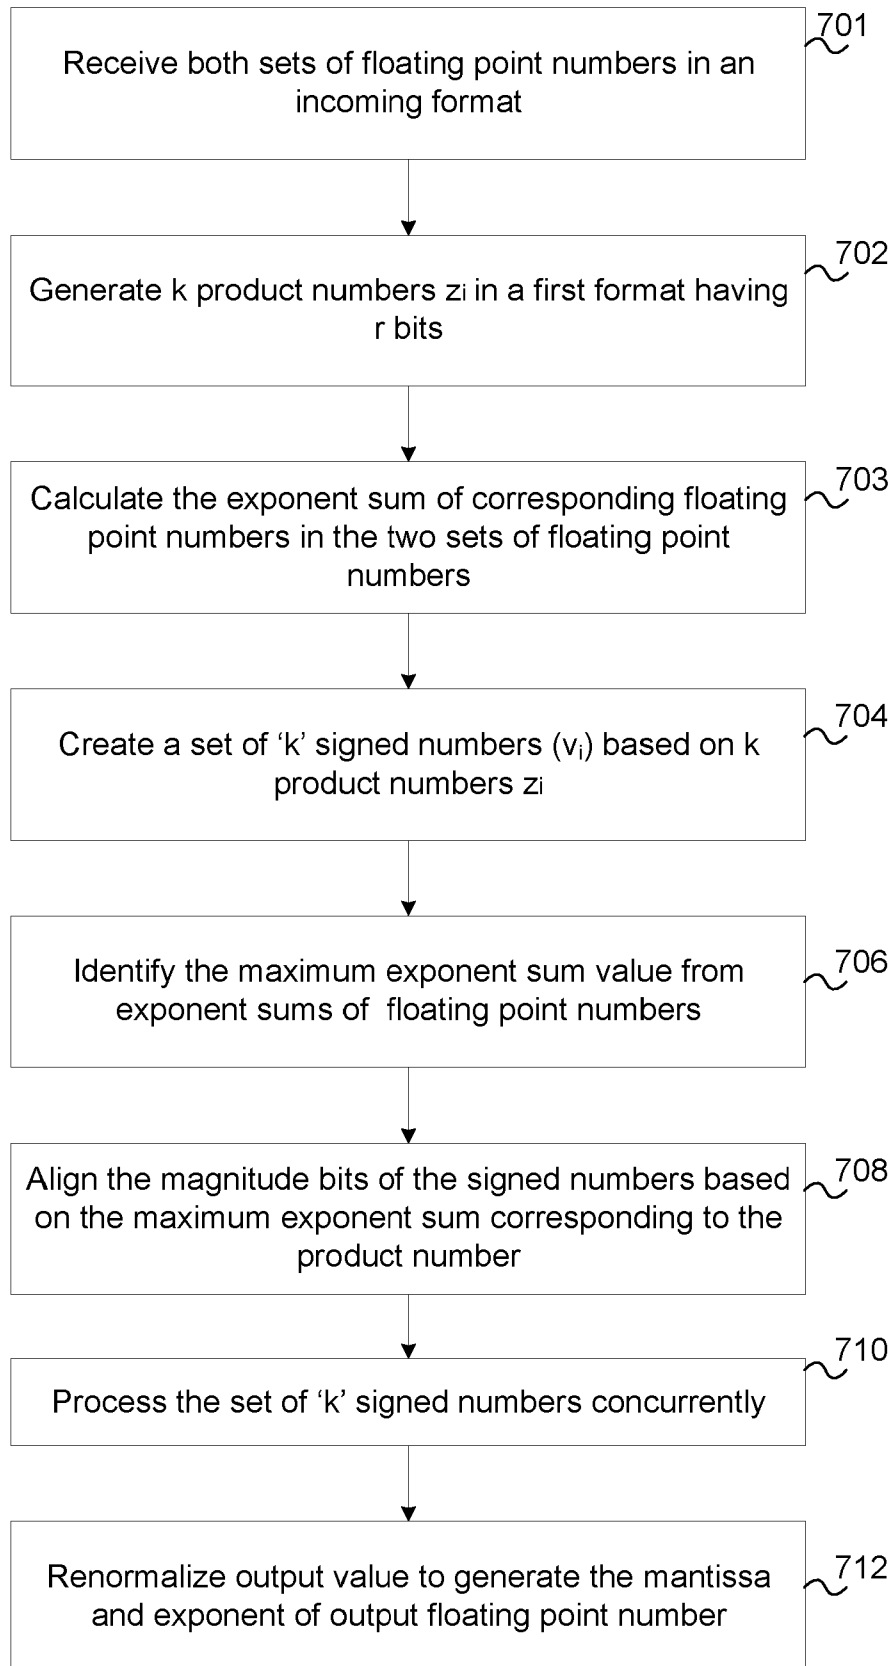 701
Receive both sets of floating point numbers in an
incoming format
702
Generate k product numbers zi in a first format having
r bits
703
Calculate the exponent sum of corresponding floating
point numbers in the two sets of floating point
numbers
704
Create a set of ‘k’ signed numbers (vi) based on k
product numbers zi
706
Identify the maximum exponent sum value from
exponent sums of floating point numbers
708
Align the magnitude bits of the signed numbers based
on the maximum exponent sum corresponding to the
product number
710
Process the set of ‘k’ signed numbers concurrently
712
Renormalize output value to generate the mantissa
and exponent of output floating point number